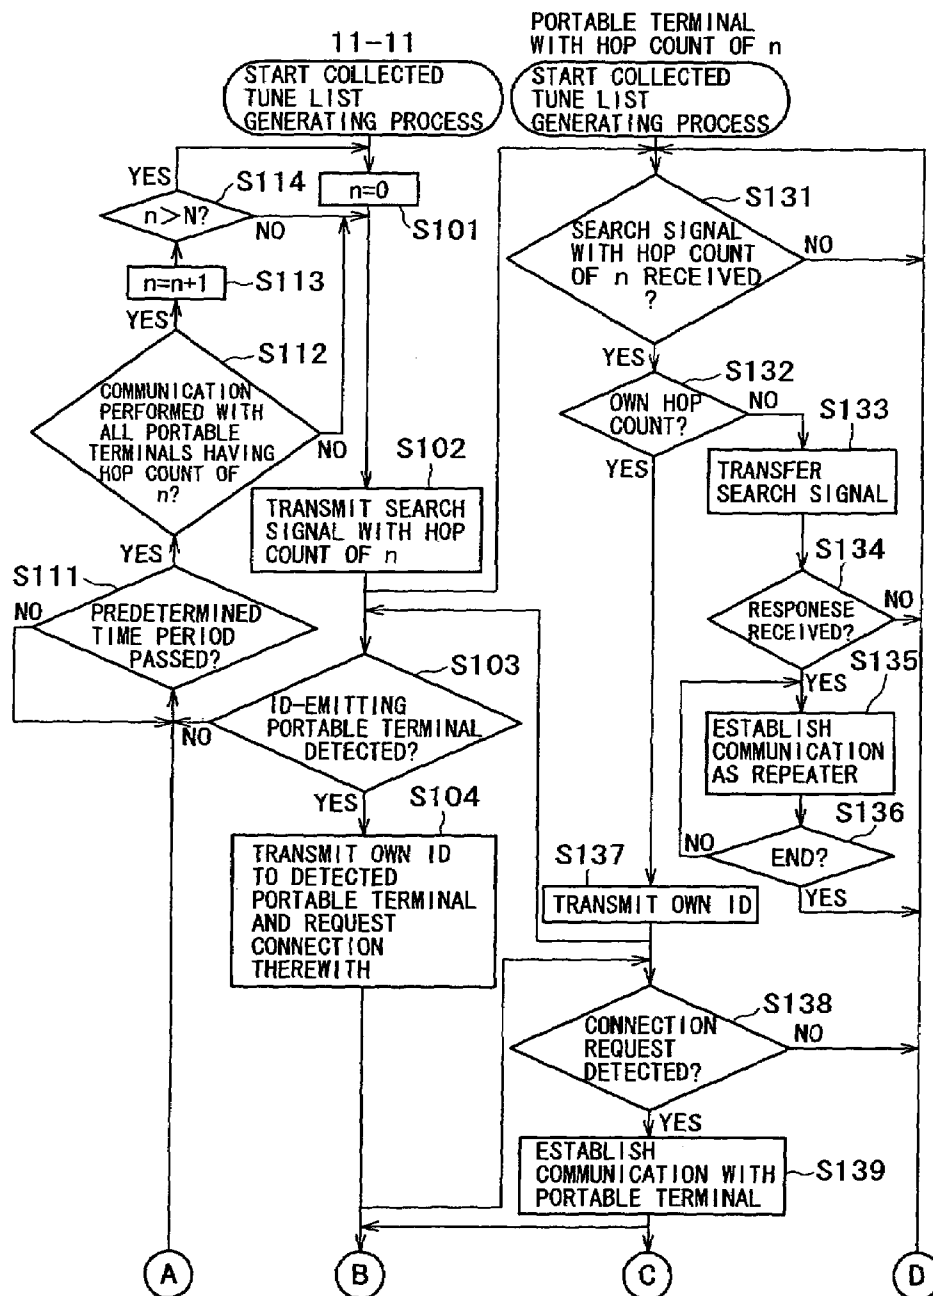 11-11
START COLLECTED
TUNE LIST
GENERATING PROCESS
YES
S114
n>N?
NO
n=0
S101
n=n+1
S113
YES
S112
COMMUNICATION
PERFORMED WITH
ALL PORTABLE
TERMINALS HAVING
HOP COUNT OF
n?
NO
S102
TRANSMIT SEARCH
SIGNAL WITH HOP
COUNT OF n
YES
S111
NO
PREDETERMINED
TIME PERIOD
PASSED?
S103
ID-EMITTING
PORTABLE TERMINAL
DETECTED?
NO
YES
S104
TRANSMIT OWN ID
TO DETECTED
PORTABLE TERMINAL
AND REQUEST
CONNECTION
THEREWITH
A
B
PORTABLE TERMINAL
WITH HOP COUNT OF n
START COLLECTED
TUNE LIST
GENERATING PROCESS
S131
SEARCH SIGNAL
WITH HOP COUNT
OF n RECEIVED
?
NO
YES
S132
OWN HOP
COUNT?
NO
YES
S133
TRANSFER
SEARCH SIGNAL
S134
RESPONESE
RECEIVED?
NO
YES
S135
ESTABLISH
COMMUNICATION
AS REPEATER
S136
NO
END?
YES
S137
TRANSMIT OWN ID
S138
CONNECTION
REQUEST
DETECTED?
NO
YES
ESTABLISH
COMMUNICATION WITH
PORTABLE TERMINAL
S139
C
D